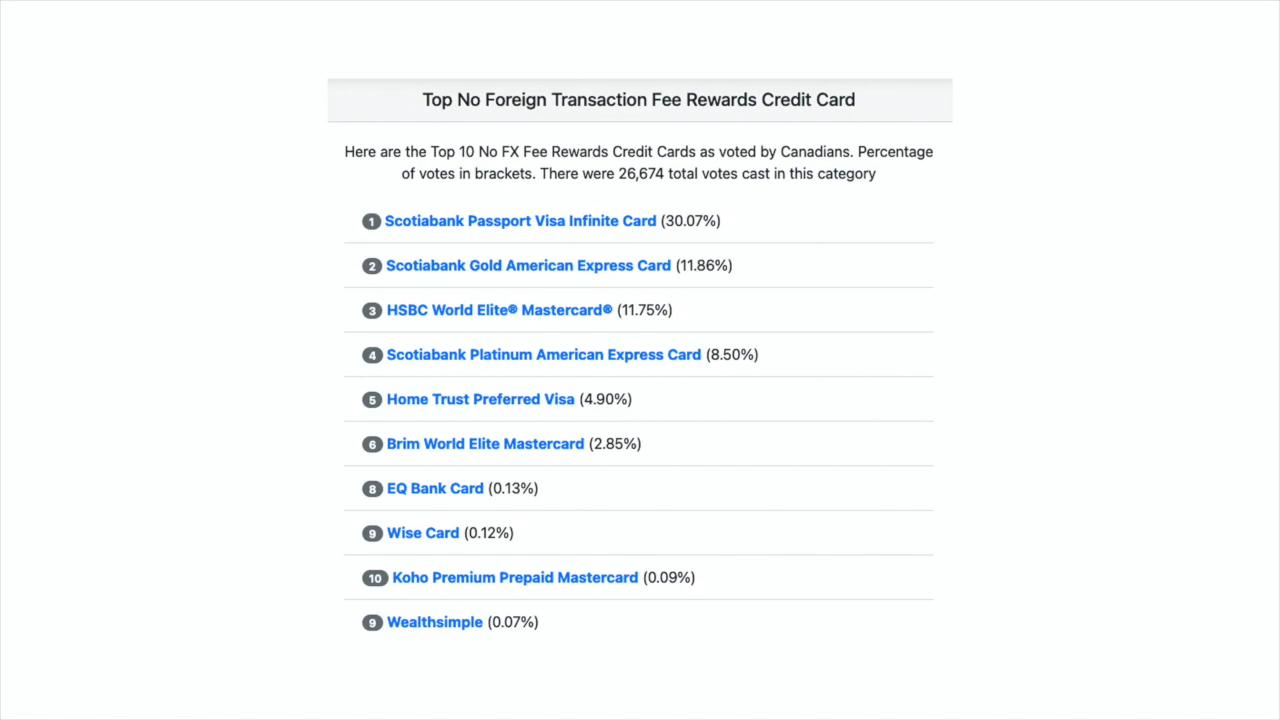 Top No Foreign Transaction Fee Rewards Credit Card
Here are the Top 10 No FX Fee Rewards Credit Cards as voted by Canadians. Percentage
of votes in brackets. There were 26,674 total votes cast in this category
1 Scotiabank Passport Visa Infinite Card (30.07%)
2 Scotiabank Gold American Express Card (11.86%)
3 HSBC World Elite® Mastercard® (11.75%)
4 Scotiabank Platinum American Express Card (8.50%)
5 Home Trust Preferred Visa (4.90%)
6 Brim World Elite Mastercard (2.85%)
8 EQ Bank Card (0.13%)
9 Wise Card (0.12%)
10 Koho Premium Prepaid Mastercard (0.09%)
9 Wealthsimple (0.07%)